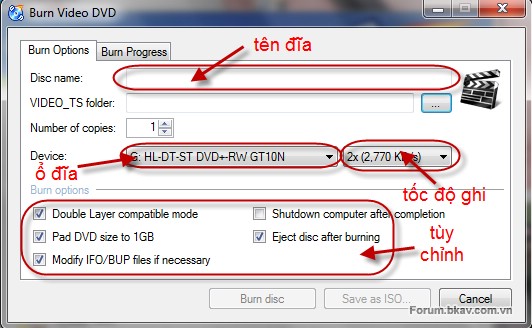 Burn Video DVD
Burn Options
Burn Progress
tên đĩa
Disc name:
VIDEO_TS folder:
...
Number of copies:
1
Device:
G: HL-DT-ST DVD+-RW GT10N
2x (2,770 KB/s)
ổ đĩa
tốc độ ghi
Burn options
Double Layer compatible mode
Shutdown computer after completion
Pad DVD size to 1GB
Eject disc after burning
tùy chỉnh
Modify IFO/BUP files if necessary
Burn disc
Save as ISO...
Cancel
Forum.bkav.com.vn